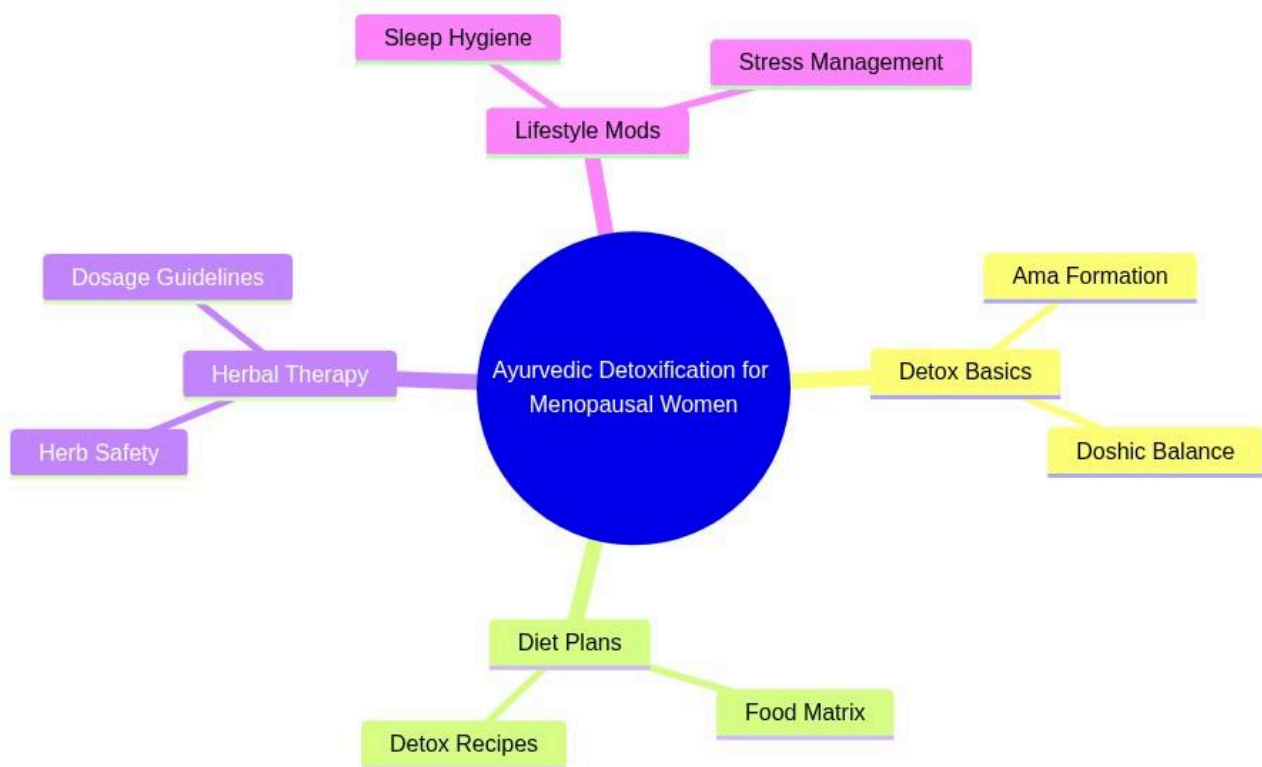 Sleep Hygiene
Stress Management
Lifestyle Mods
Dosage Guidelines
Ama Formation
Herbal Therapy
Ayurvedic Detoxification for
Menopausal Women
Detox Basics
Herb Safety
Doshic Balance
Diet Plans
Food Matrix
Detox Recipes